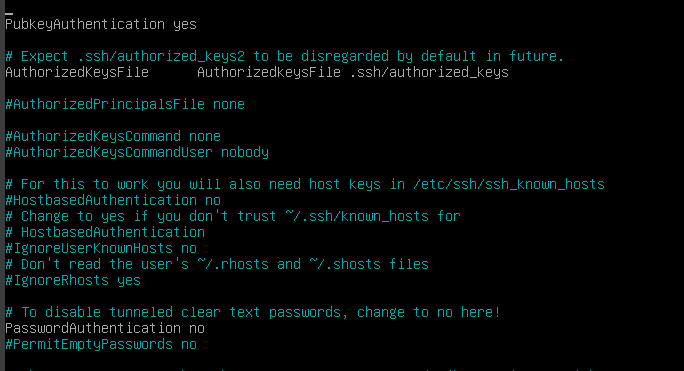 PubkeyAuthentication yes
# Expect .ssh/authorized_keys2 to be disregarded by default in future.
AuthorizedKeysFile      AuthorizedkeysFile .ssh/authorized_keys
#AuthorizedPrincipalsFile none
#AuthorizedKeysCommand none
#AuthorizedKeysCommandUser nobody
# For this to work you will also need host keys in /etc/ssh/ssh_known_hosts
#HostbasedAuthentication no
# Change to yes if you don't trust ~/.ssh/known_hosts for
# HostbasedAuthentication
#IgnoreUserKnownHosts no
# Don't read the user's ~/.rhosts and ~/.shosts files
#IgnoreRhosts yes
# To disable tunneled clear text passwords, change to no here!
PasswordAuthentication no
#PermitEmptyPasswords no